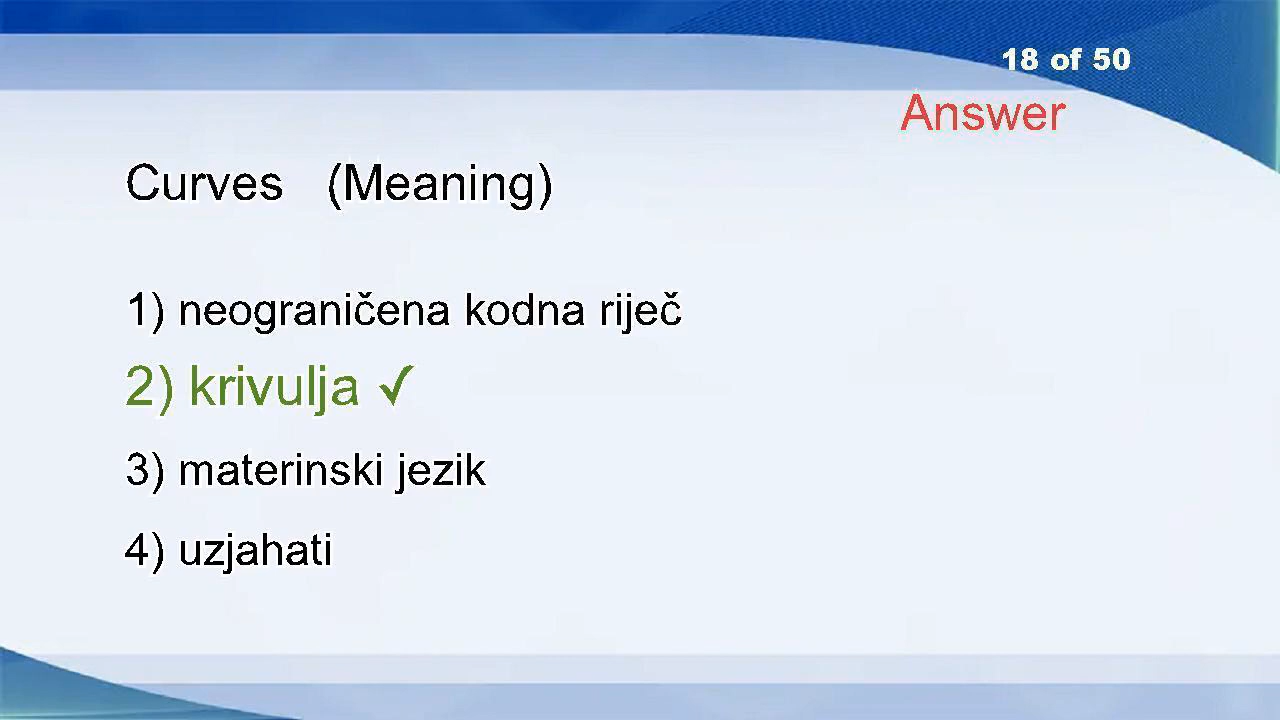 18 of 50
Answer
Curves (Meaning)
1) neograničena kodna riječ
2) krivulja ✓
3) materinski jezik
4) uzjahati